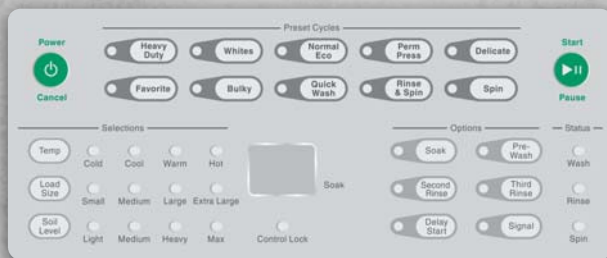 Preset Cycles
Power
Cancel
Heavy
Duty
Whites
Normal
Eco
Perm
Press
Delicate
Favorite
Bulky
Quick
Wash
Rinse
& Spin
Spin
Start
Pause
Selections
Temp
Cold
Cool
Warm
Hot
Load
Size
Small
Medium
Large
Extra Large
Soil
Level
Light
Medium
Heavy
Max
Soak
Control Lock
Options
Soak
Pre-
Wash
Second
Rinse
Third
Rinse
Delay
Start
Signal
Status
Wash
Rinse
Spin